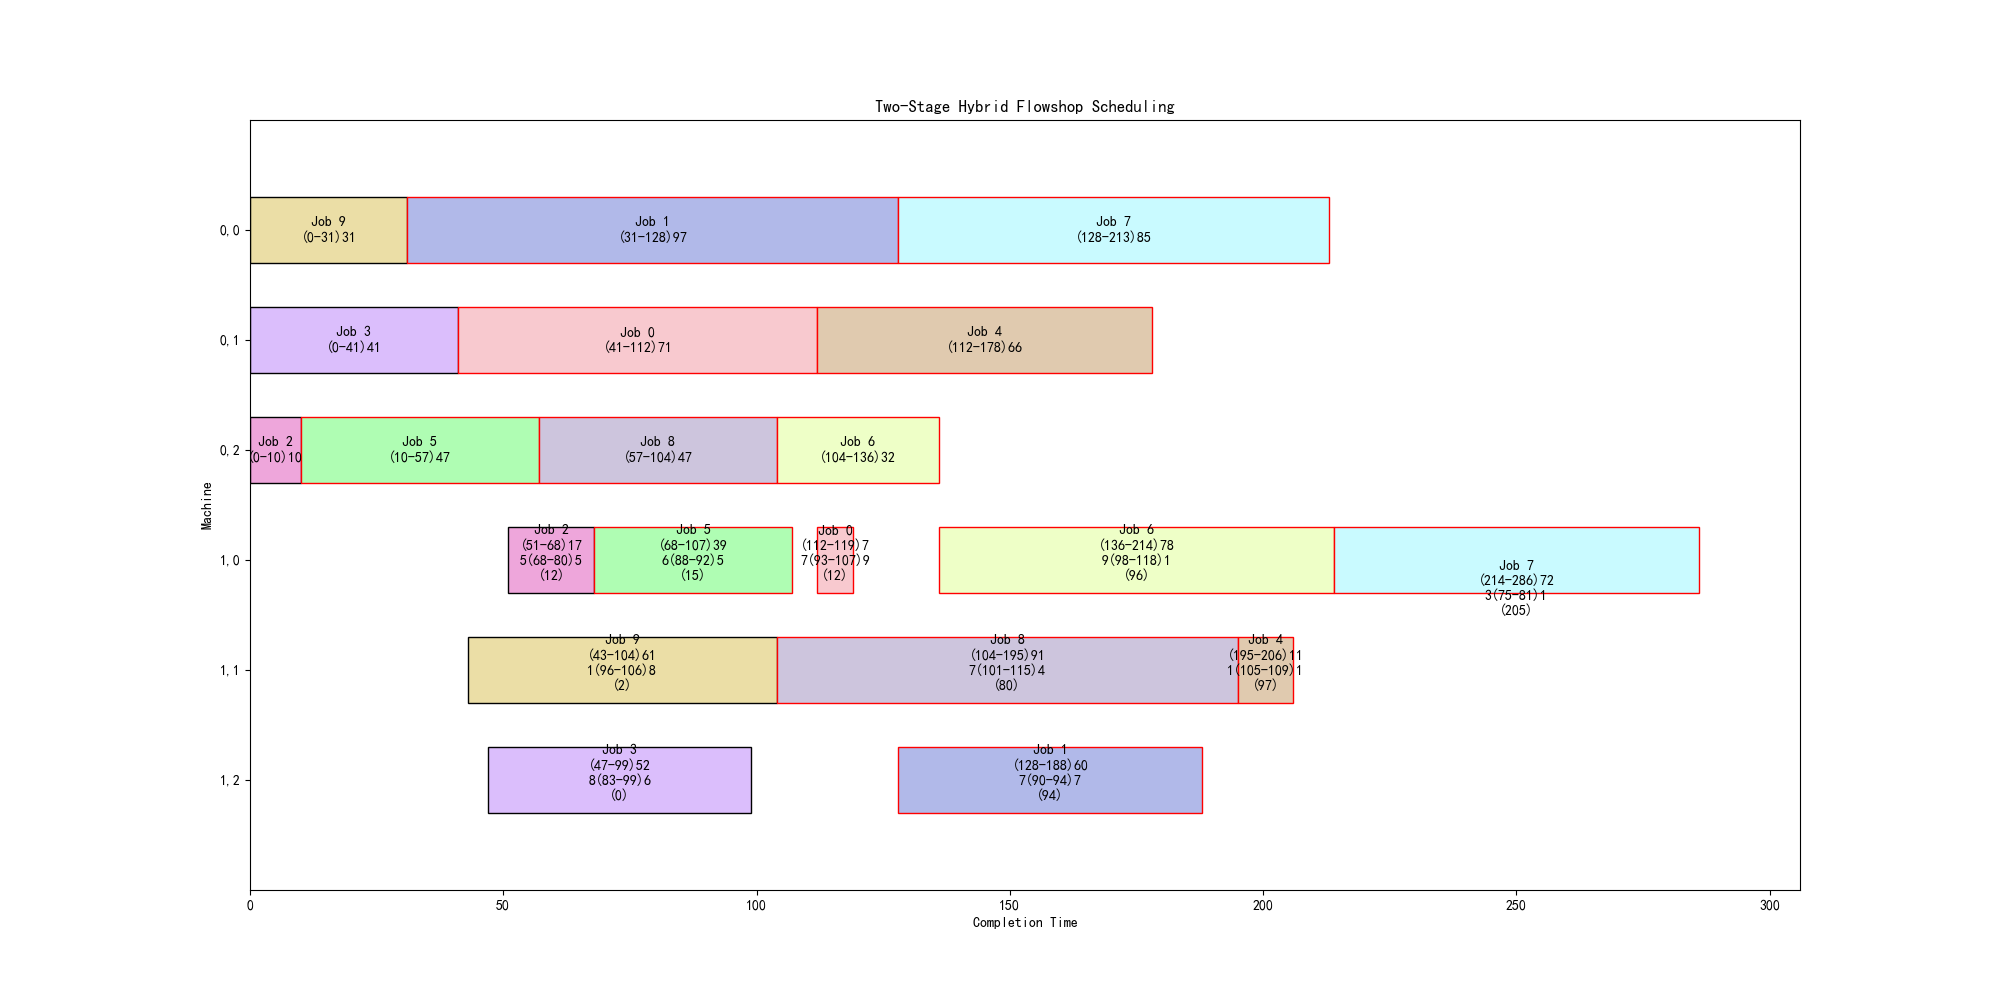 Two-Stage Hybrid Flowshop Scheduling
Machine
0,0
Job 9
(0-31)31
Job 1
(31-128)97
Job 7
(128-213)85
0,1
Job 3
(0-41)41
Job 0
(41-112)71
Job 4
(112-178)66
0,2
Job 2
(0-10)10
Job 5
(10-57)47
Job 8
(57-104)47
Job 6
(104-136)32
1,0
Job 2
(51-68)17
5(68-80)5
(12)
Job 5
(68-107)39
6(88-92)5
(15)
Job 0
(112-119)7
7(93-107)9
(12)
Job 6
(136-214)78
9(98-118)1
(96)
Job 7
(214-286)72
3(75-81)1
(205)
1,1
Job 9
(43-104)61
1(96-106)8
(2)
Job 8
(104-195)91
7(101-115)4
(80)
Job 4
(195-206)11
1(105-109)1
(97)
1,2
Job 3
(47-99)52
8(83-99)6
(0)
Job 1
(128-188)60
7(90-94)7
(94)
0 50 100 150 200 250 300
Completion Time